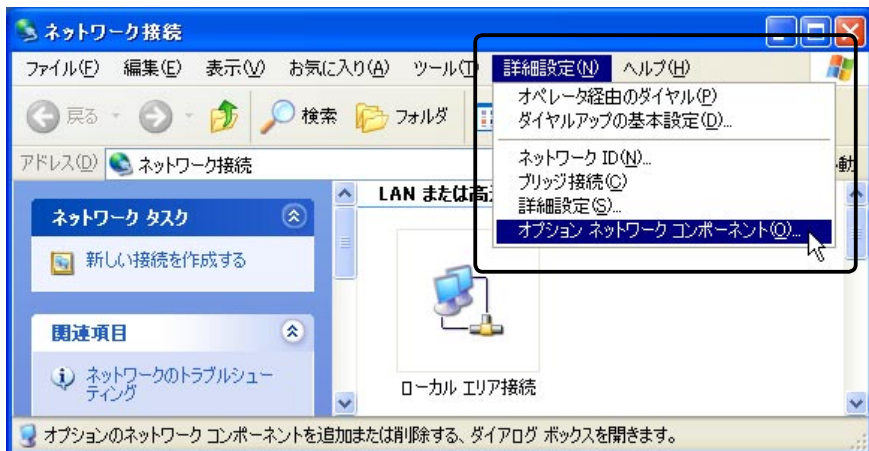 ネットワーク接続
ファイル(F) 編集(E) 表示(V) お気に入り(A) ツール(T) 詳細設定(N) ヘルプ(H)
オペレータ経由のダイヤル(P)
ダイヤルアップの基本設定(D)...
ネットワーク ID(N)...
ブリッジ接続(C)
詳細設定(S)...
オプション ネットワーク コンポーネント(O)...
戻る 検索 フォルダ
アドレス(D) ネットワーク接続
LAN または高
ネットワーク タスク
新しい接続を作成する
関連項目
ネットワークのトラブルシュー
ティング
ローカル エリア接続
オプションのネットワーク コンポーネントを追加または削除する、ダイアログ ボックスを開きます。